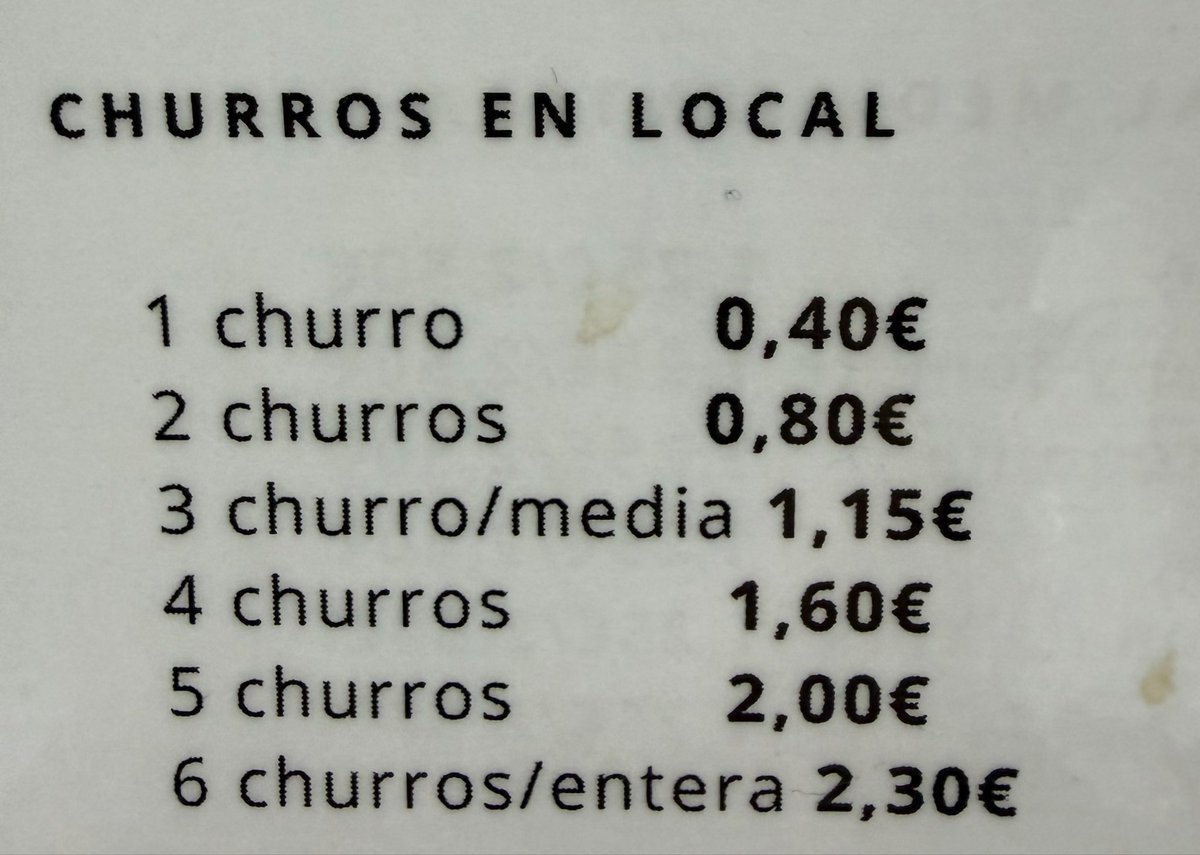 CHURROS EN LOCAL
1 churro 0,40€
2 churros 0,80€
3 churro/media 1,15€
4 churros 1,60€
5 churros 2,00€
6 churros/entera 2,30€